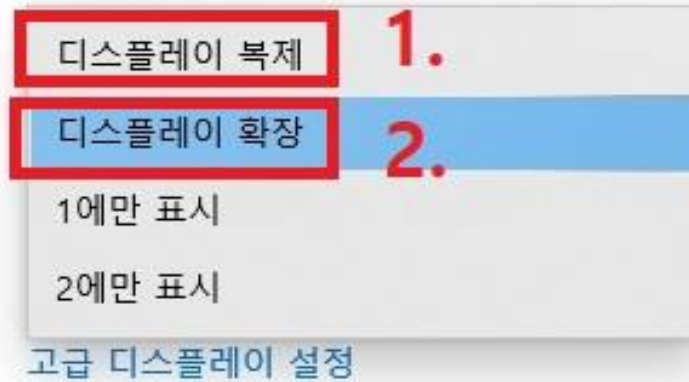 디스플레이 복제 1.
디스플레이 확장 2.
1에만 표시
2에만 표시
고급 디스플레이 설정